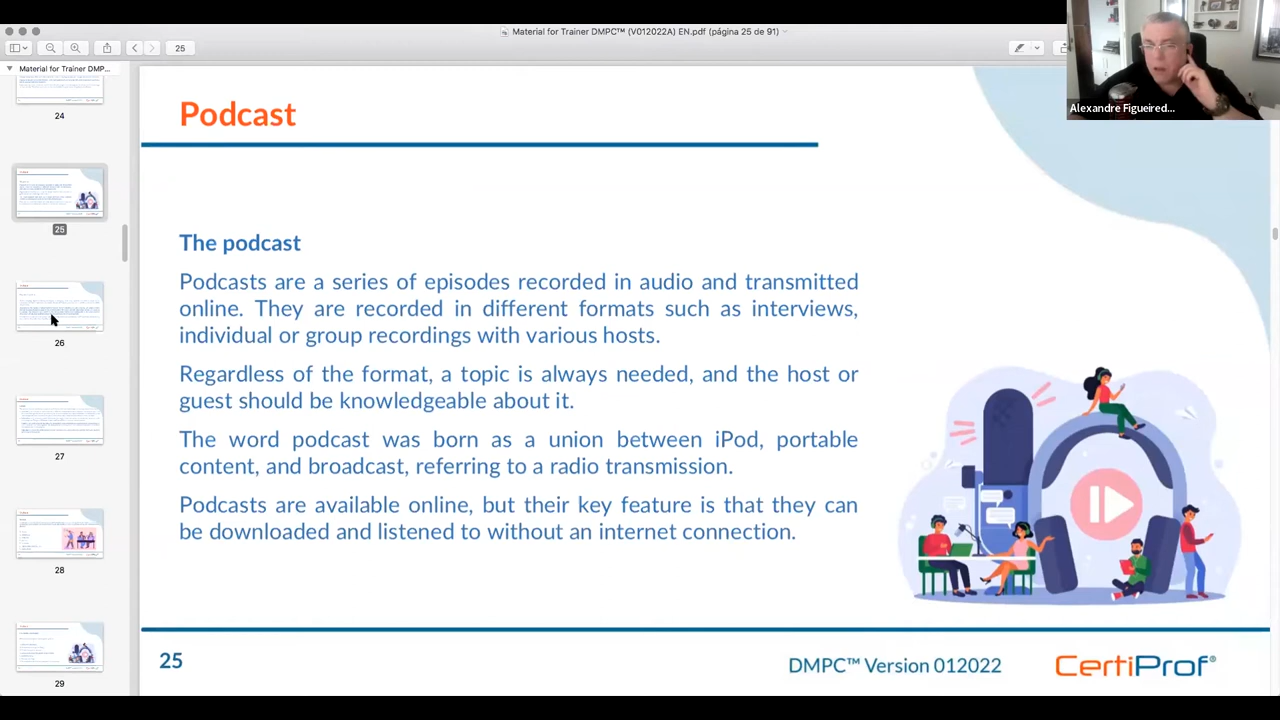 Material for Trainer DMPC™ (V012022A) EN.pdf (página 25 de 91)
25
Material for Trainer DMP...
24
25
26
27
28
29
Alexandre Figueired...
Podcast
The podcast
Podcasts are a series of episodes recorded in audio and transmitted
online. They are recorded in different formats such as interviews,
individual or group recordings with various hosts.
Regardless of the format, a topic is always needed, and the host or
guest should be knowledgeable about it.
The word podcast was born as a union between iPod, portable
content, and broadcast, referring to a radio transmission.
Podcasts are available online, but their key feature is that they can
be downloaded and listened to without an internet connection.
25
DMPC™ Version 012022
CertiProf®